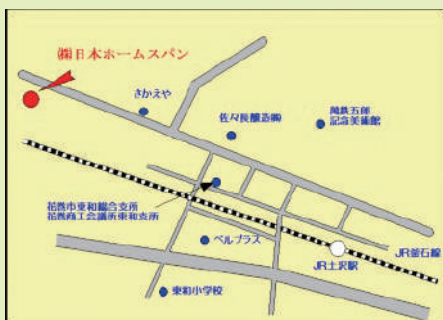 ㈱日本ホームスパン
さかえや
佐々長醸造㈱
萬鉄五郎
記念美術館
花巻市東和総合支所
花巻商工会議所東和支所
ベルプラス
JR釜石線
JR土沢駅
東和小学校